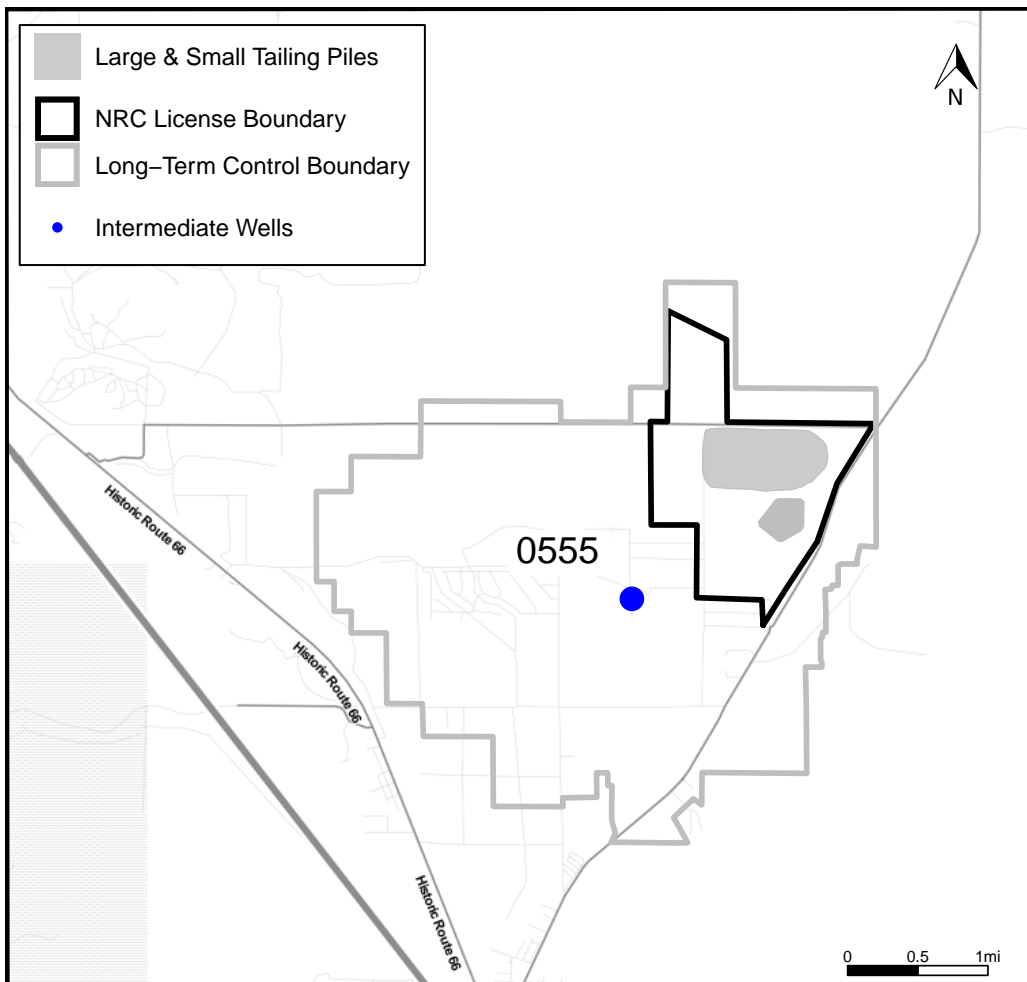 Large & Small Tailing Piles
NRC License Boundary
Long−Term Control Boundary
Intermediate Wells
N
Historic Route 66
0555
Historic Route 66
Historic Route 66
0 0.5 1mi